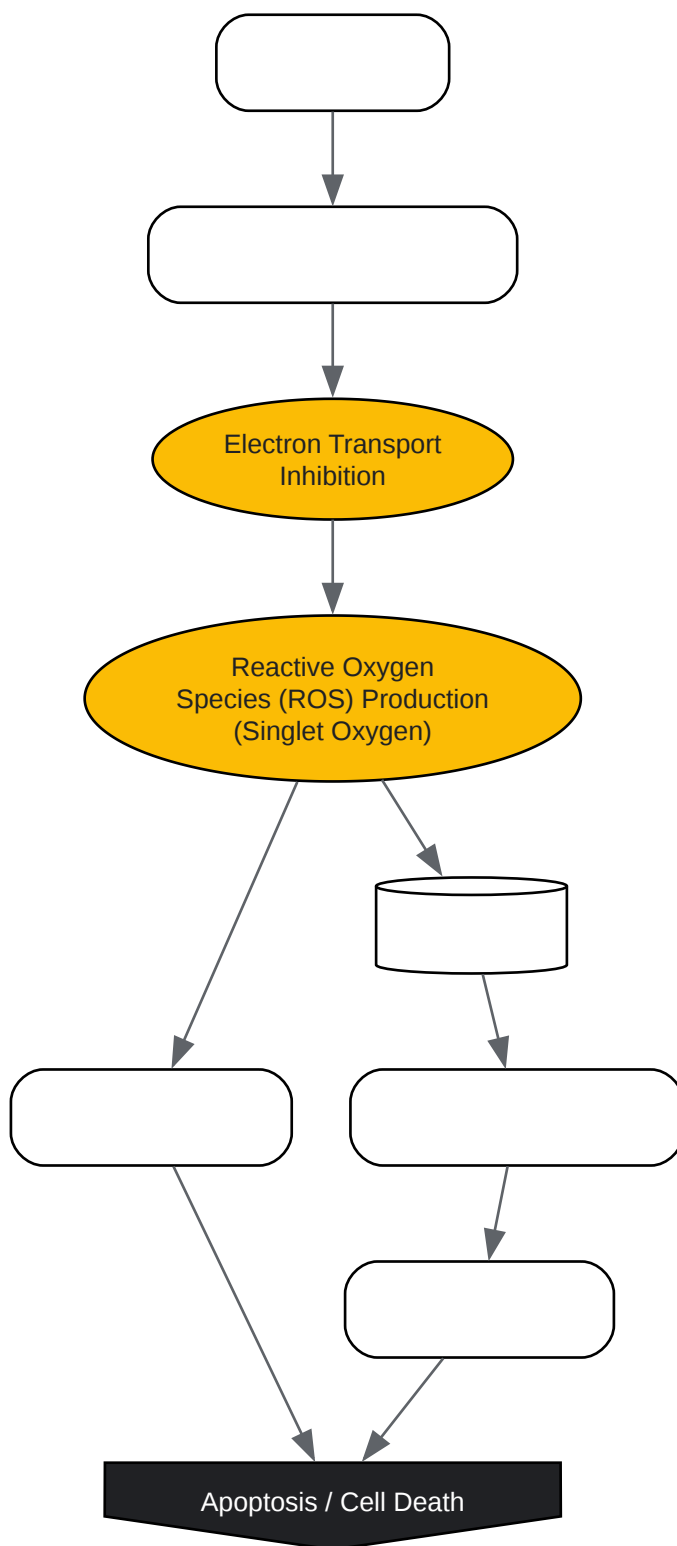 Electron Transport
Inhibition
Reactive Oxygen
Species (ROS) Production
(Singlet Oxygen)
Apoptosis / Cell Death